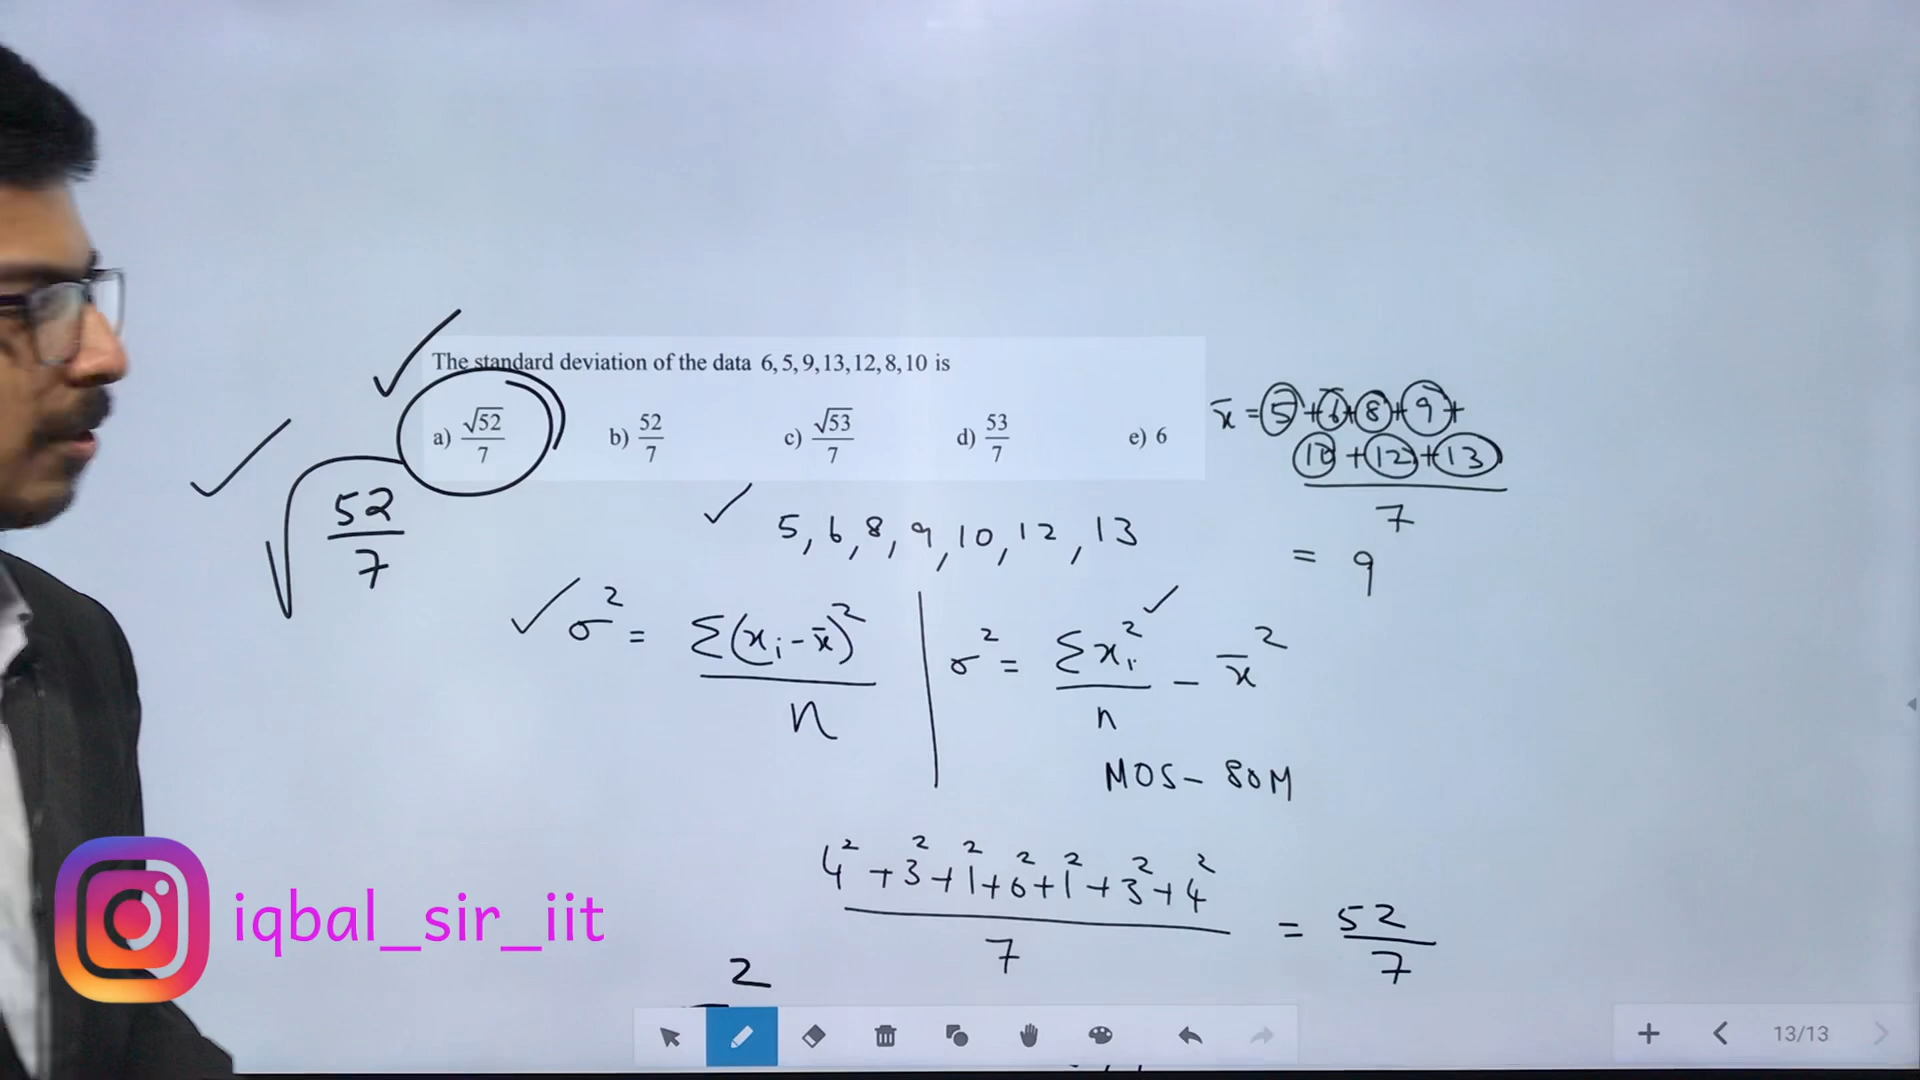 The standard deviation of the data 6, 5, 9, 13, 12, 8, 10 is
a) √52/7 b) 52/7 c) √53/7 d) 53/7 e) 6
x̄ = 5+6+8+9+
10+12+13
7
= 9
√52/7
5, 6, 8, 9, 10, 12, 13
σ² = Σ(xᵢ - x̄)²/n
σ² = Σxᵢ²/n - x̄²
MOS - 80M
4² + 3² + 1² + 0² + 1² + 3² + 4²
7
= 52/7
2
iqbal_sir_iit
13/13